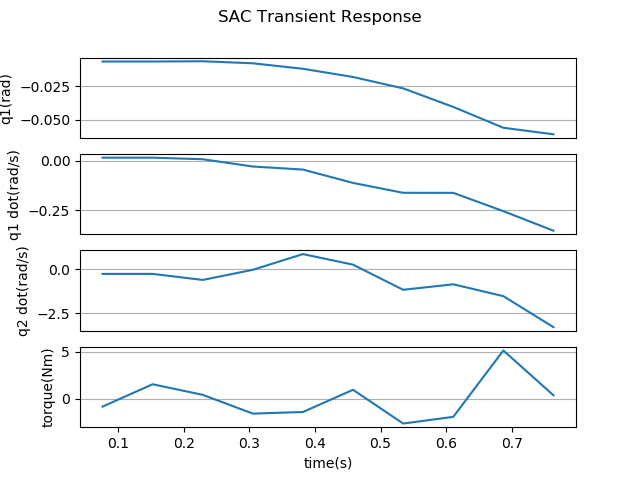 SAC Transient Response
q1(rad)
−0.025
−0.050
q1 dot(rad/s)
0.00
−0.25
q2 dot(rad/s)
0.0
−2.5
torque(Nm)
5
0
0.1 0.2 0.3 0.4 0.5 0.6 0.7
time(s)